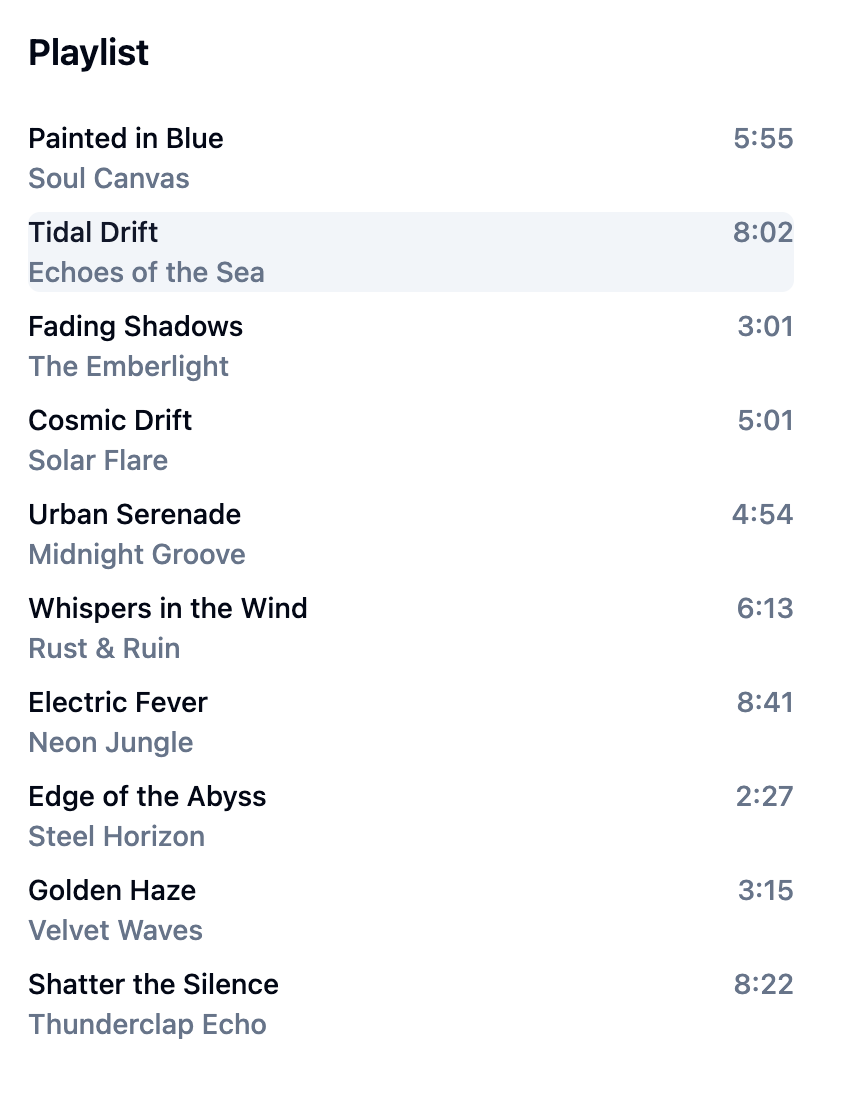 Playlist
Painted in Blue 5:55
Soul Canvas
Tidal Drift 8:02
Echoes of the Sea
Fading Shadows 3:01
The Emberlight
Cosmic Drift 5:01
Solar Flare
Urban Serenade 4:54
Midnight Groove
Whispers in the Wind 6:13
Rust & Ruin
Electric Fever 8:41
Neon Jungle
Edge of the Abyss 2:27
Steel Horizon
Golden Haze 3:15
Velvet Waves
Shatter the Silence 8:22
Thunderclap Echo